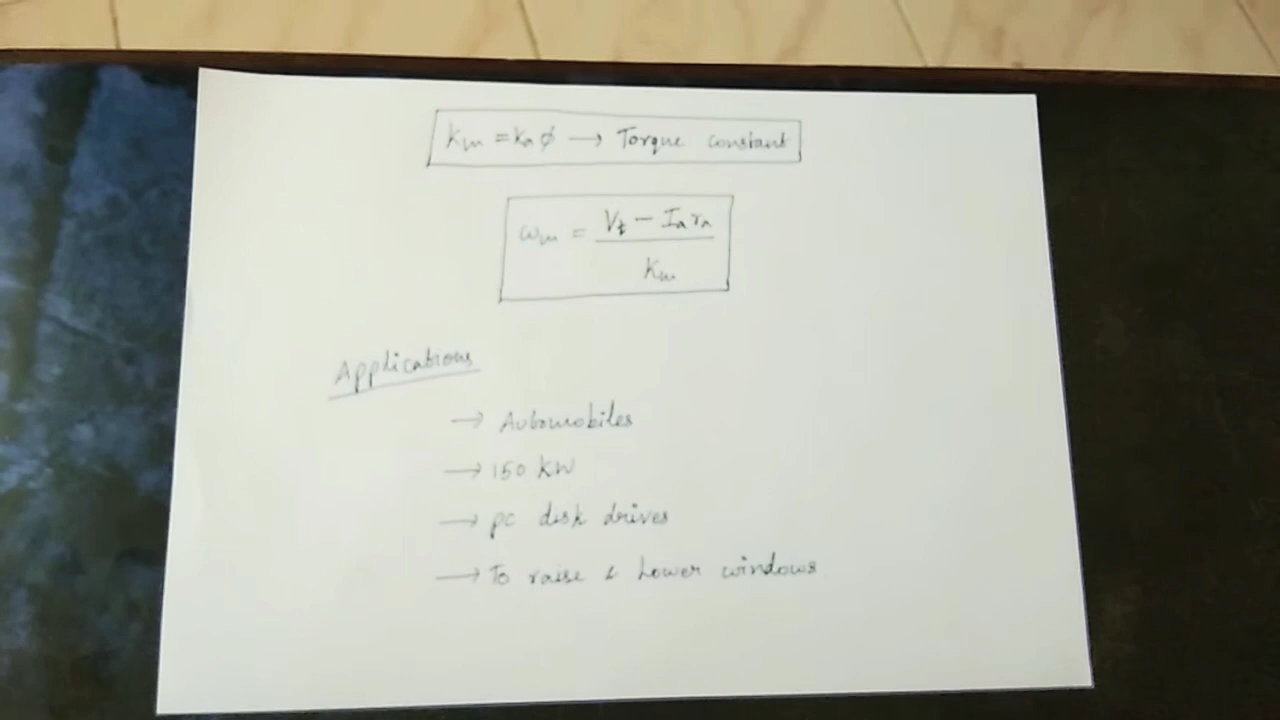 Km = Ka φ → Torque constant
ωm = (Vt − Ia ra) / Km
Applications
→ Automobiles
→ 150 KW
→ pc disk drives
→ To raise & Lower windows